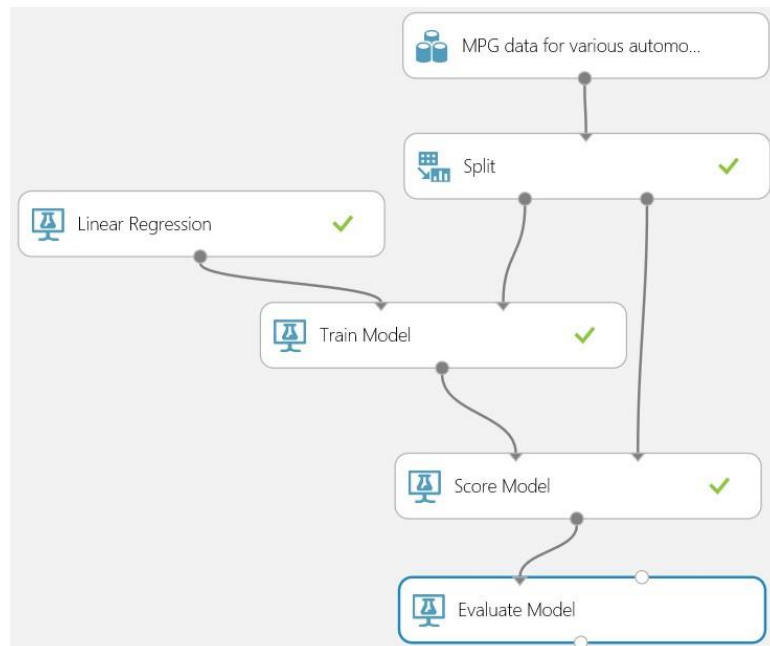 MPG data for various automo...
Split
Linear Regression
Train Model
Score Model
Evaluate Model